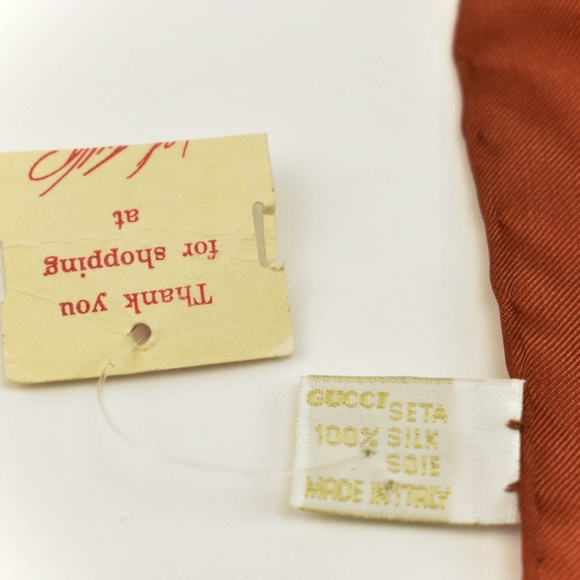 Thank you
for shopping
at
GUCCI SETA
100% SILK
SOIE
MADE IN ITALY